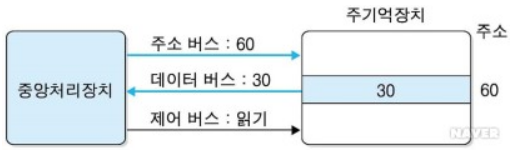 주기억장치
주소
주소 버스 : 60
데이터 버스 : 30
중앙처리장치
30
60
제어 버스 : 읽기
NAVER